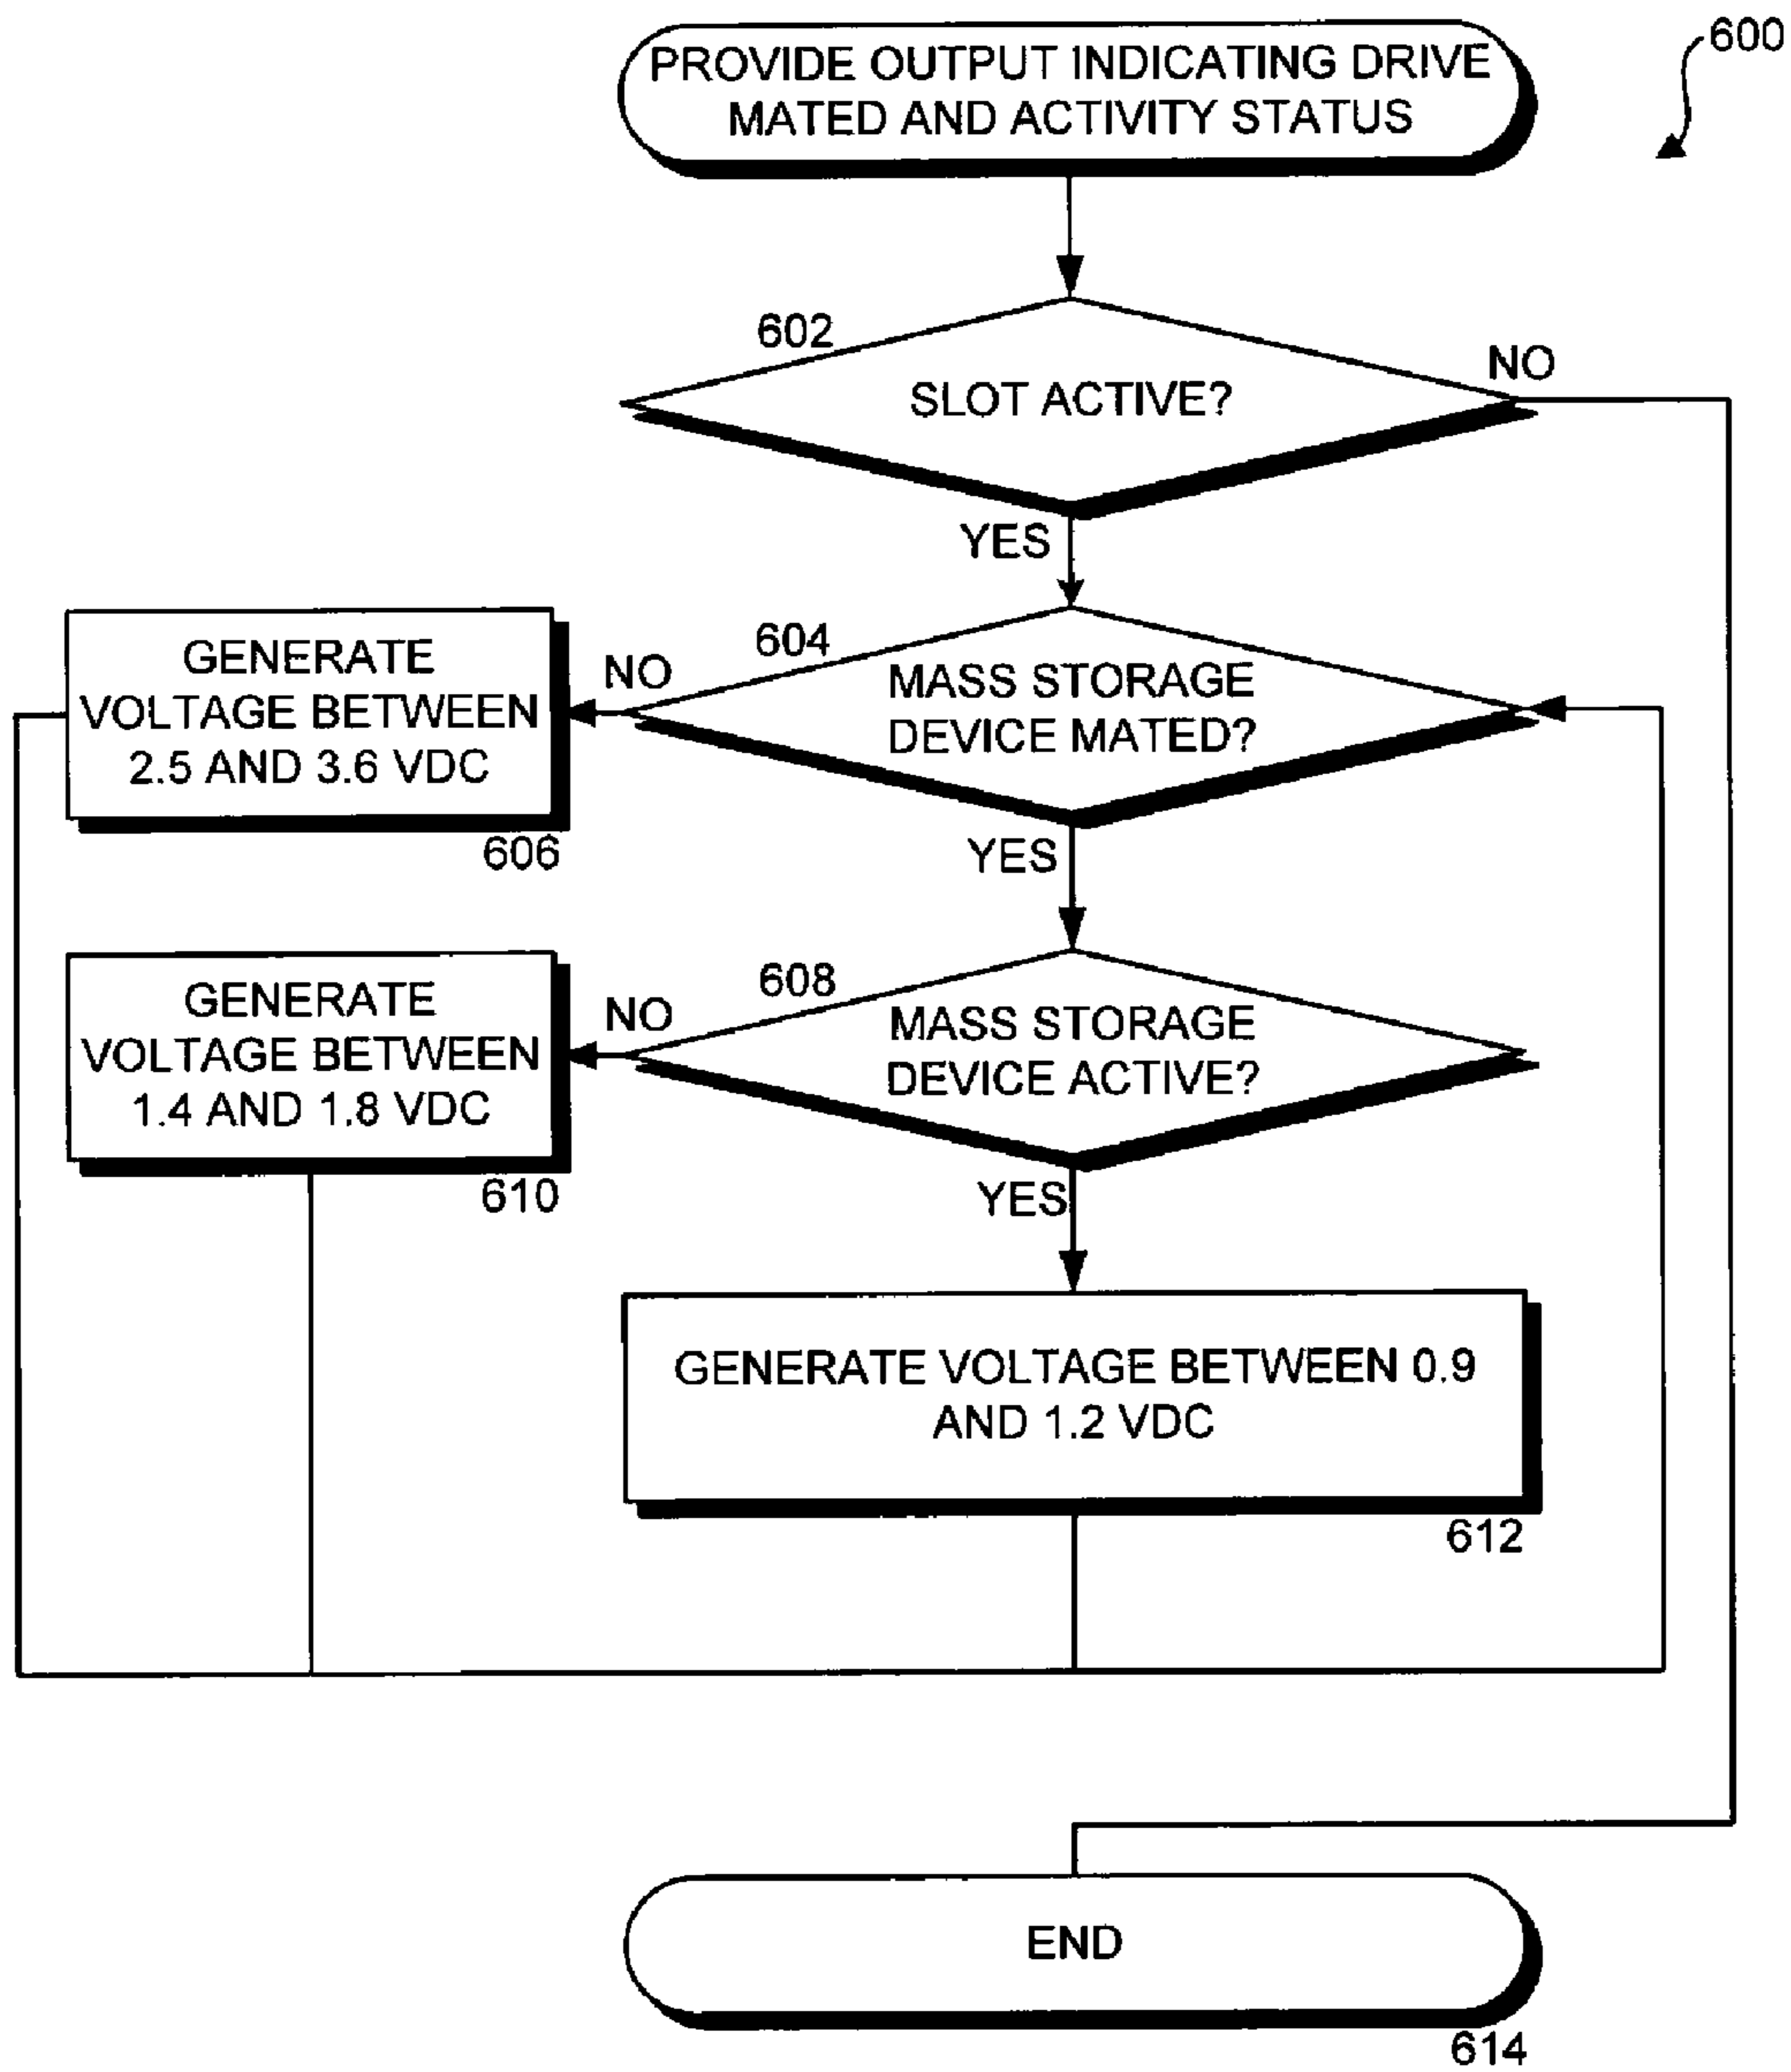 600
PROVIDE OUTPUT INDICATING DRIVE
MATED AND ACTIVITY STATUS
602
SLOT ACTIVE?
NO
YES
604
MASS STORAGE
DEVICE MATED?
NO
GENERATE
VOLTAGE BETWEEN
2.5 AND 3.6 VDC
606
YES
608
MASS STORAGE
DEVICE ACTIVE?
NO
GENERATE
VOLTAGE BETWEEN
1.4 AND 1.8 VDC
610
YES
GENERATE VOLTAGE BETWEEN 0.9
AND 1.2 VDC
612
END
614